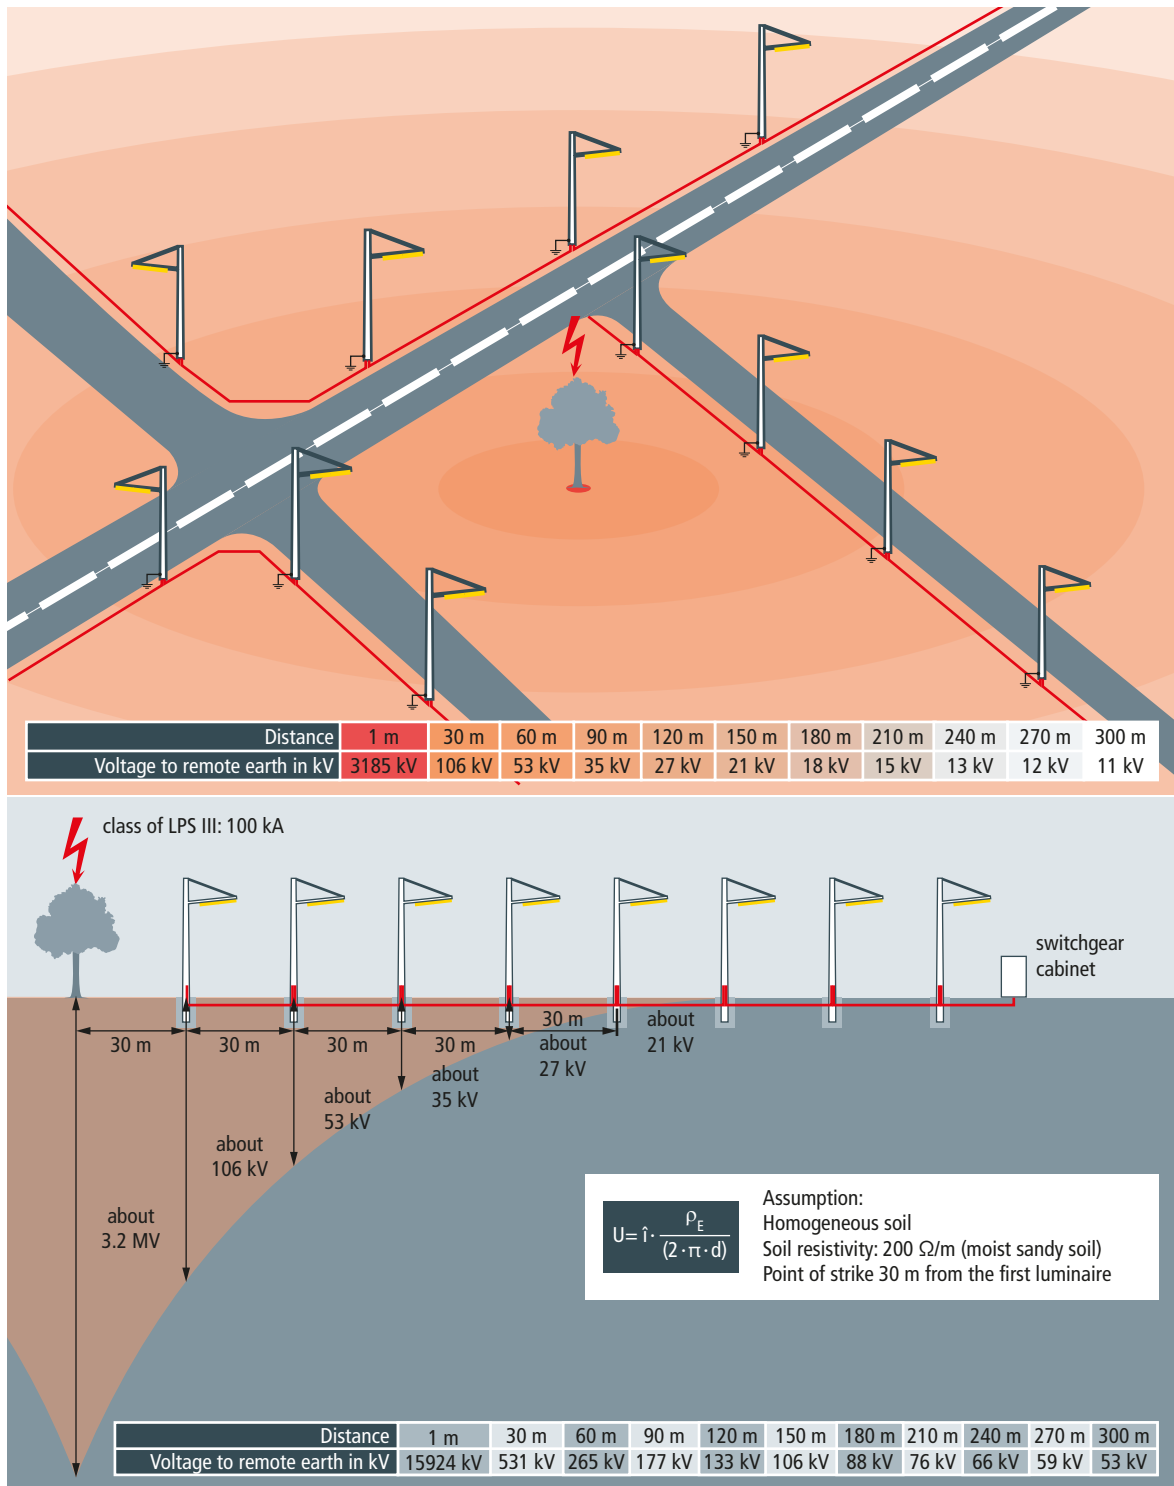 Distance 1 m 30 m 60 m 90 m 120 m 150 m 180 m 210 m 240 m 270 m 300 m
Voltage to remote earth in kV 3185 kV 106 kV 53 kV 35 kV 27 kV 21 kV 18 kV 15 kV 13 kV 12 kV 11 kV
class of LPS III: 100 kA
switchgear
cabinet
30 m
30 m
30 m
30 m
30 m
about
21 kV
about
27 kV
about
35 kV
about
53 kV
about
106 kV
about
3.2 MV
U= î · ρE / (2 · π · d)
Assumption:
Homogeneous soil
Soil resistivity: 200 Ω/m (moist sandy soil)
Point of strike 30 m from the first luminaire
Distance 1 m 30 m 60 m 90 m 120 m 150 m 180 m 210 m 240 m 270 m 300 m
Voltage to remote earth in kV 15924 kV 531 kV 265 kV 177 kV 133 kV 106 kV 88 kV 76 kV 66 kV 59 kV 53 kV